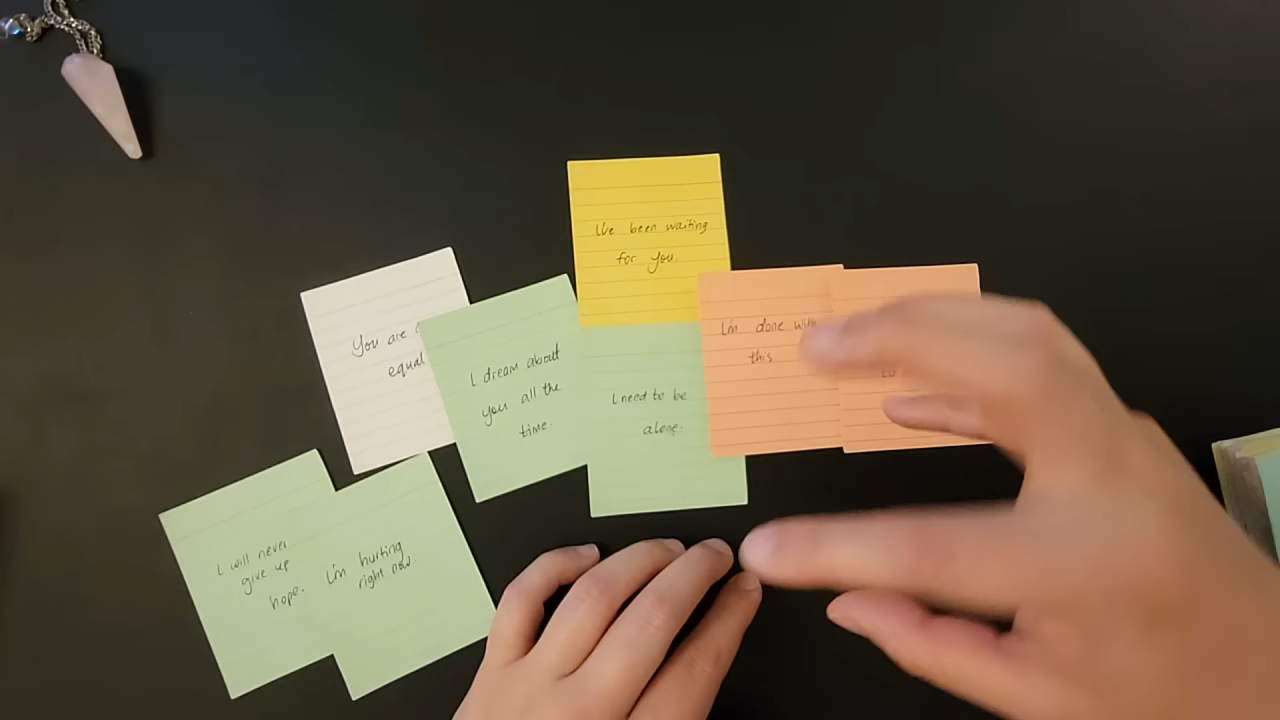 I've been waiting
for you.
You are
equal
I dream about
you all the
time.
I need to be
alone.
I'm done with
this
I will never
give up
hope.
I'm hurting
right now.